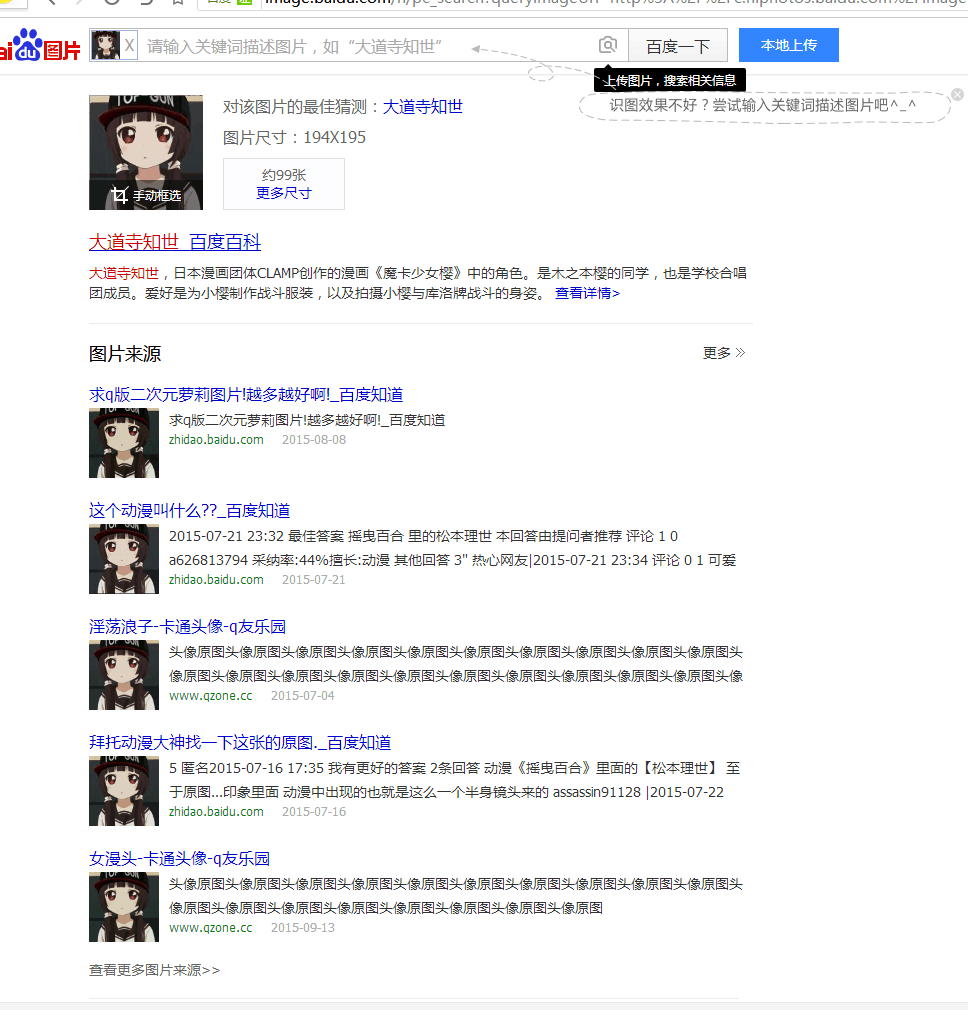 image.baidu.com/n/pc_search?queryImageUrl=http%3A%2F%2Fe.hiphotos.baidu.com%2Fimage
Bai du 图片
X
请输入关键词描述图片，如“大道寺知世”
百度一下
本地上传
上传图片，搜索相关信息
识图效果不好？尝试输入关键词描述图片吧^_^
TOP GUN
手动框选
对该图片的最佳猜测：大道寺知世
图片尺寸：194X195
约99张
更多尺寸
大道寺知世_百度百科
大道寺知世，日本漫画团体CLAMP创作的漫画《魔卡少女樱》中的角色。是木之本樱的同学，也是学校合唱
团成员。爱好是为小樱制作战斗服装，以及拍摄小樱与库洛牌战斗的身姿。 查看详情>
图片来源
更多
求q版二次元萝莉图片!越多越好啊!_百度知道
求q版二次元萝莉图片!越多越好啊!_百度知道
zhidao.baidu.com 2015-08-08
这个动漫叫什么??_百度知道
2015-07-21 23:32 最佳答案 摇曳百合 里的松本理世 本回答由提问者推荐 评论 1 0
a626813794 采纳率:44%擅长:动漫 其他回答 3" 热心网友|2015-07-21 23:34 评论 0 1 可爱
zhidao.baidu.com 2015-07-21
淫荡浪子-卡通头像-q友乐园
头像原图头像原图头像原图头像原图头像原图头像原图头像原图头像原图头像原图头像原图头
像原图头像原图头像原图头像原图头像原图头像原图头像原图头像原图头像原图头像原图头像
www.qzone.cc 2015-07-04
拜托动漫大神找一下这张的原图._百度知道
5 匿名2015-07-16 17:35 我有更好的答案 2条回答 动漫《摇曳百合》里面的【松本理世】 至
于原图...印象里面 动漫中出现的也就是这么一个半身镜头来的 assassin91128 |2015-07-22
zhidao.baidu.com 2015-07-16
女漫头-卡通头像-q友乐园
头像原图头像原图头像原图头像原图头像原图头像原图头像原图头像原图头像原图头像原图头
像原图头像原图头像原图头像原图头像原图头像原图头像原图头像原图
www.qzone.cc 2015-09-13
查看更多图片来源>>